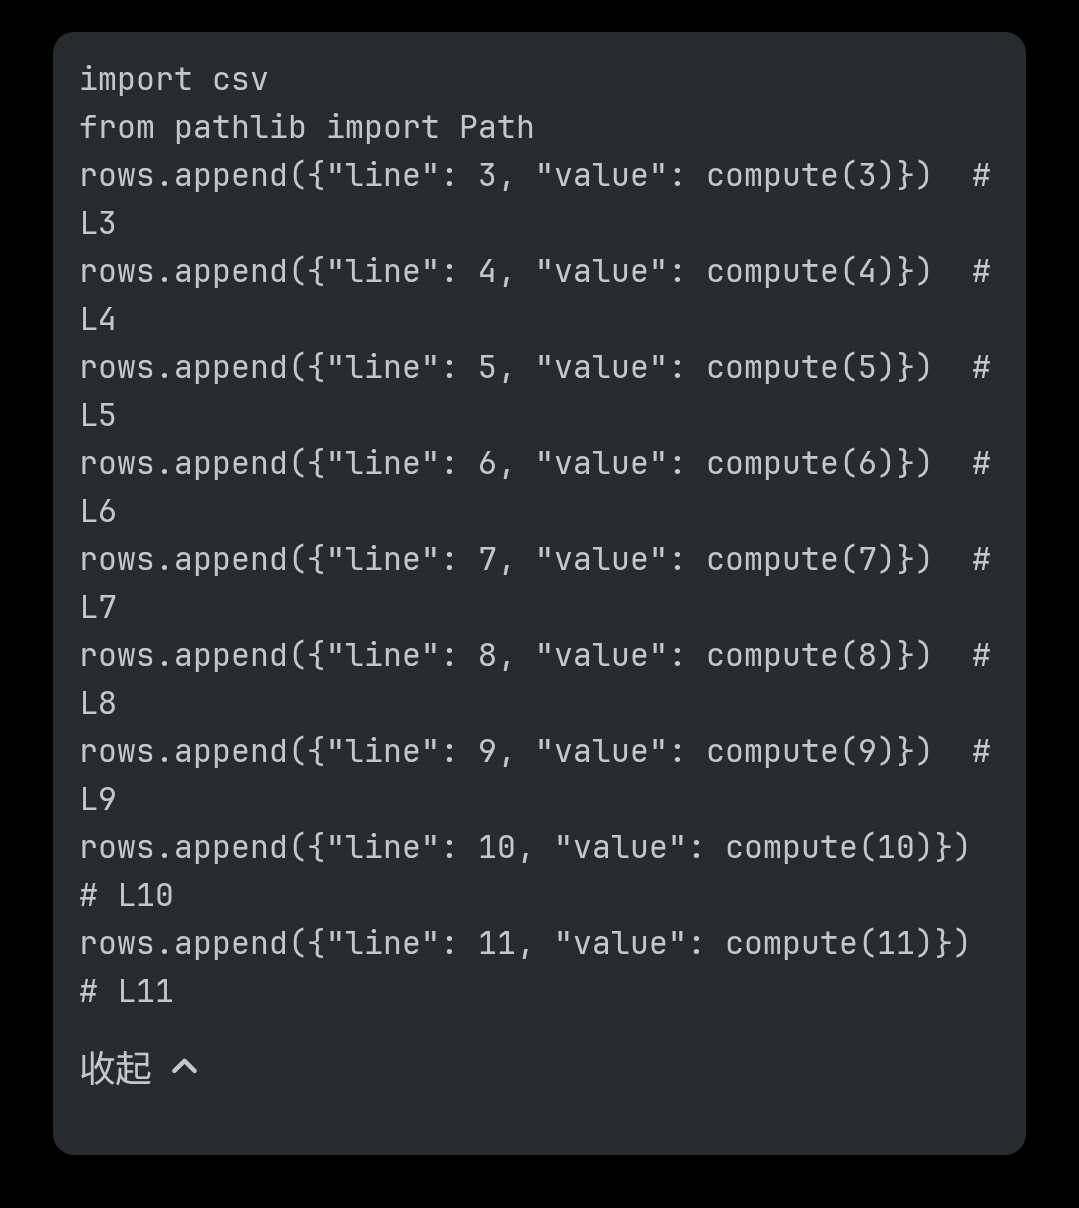 import csv
from pathlib import Path
rows.append({"line": 3, "value": compute(3)})  #
L3
rows.append({"line": 4, "value": compute(4)})  #
L4
rows.append({"line": 5, "value": compute(5)})  #
L5
rows.append({"line": 6, "value": compute(6)})  #
L6
rows.append({"line": 7, "value": compute(7)})  #
L7
rows.append({"line": 8, "value": compute(8)})  #
L8
rows.append({"line": 9, "value": compute(9)})  #
L9
rows.append({"line": 10, "value": compute(10)})
# L10
rows.append({"line": 11, "value": compute(11)})
# L11
收起